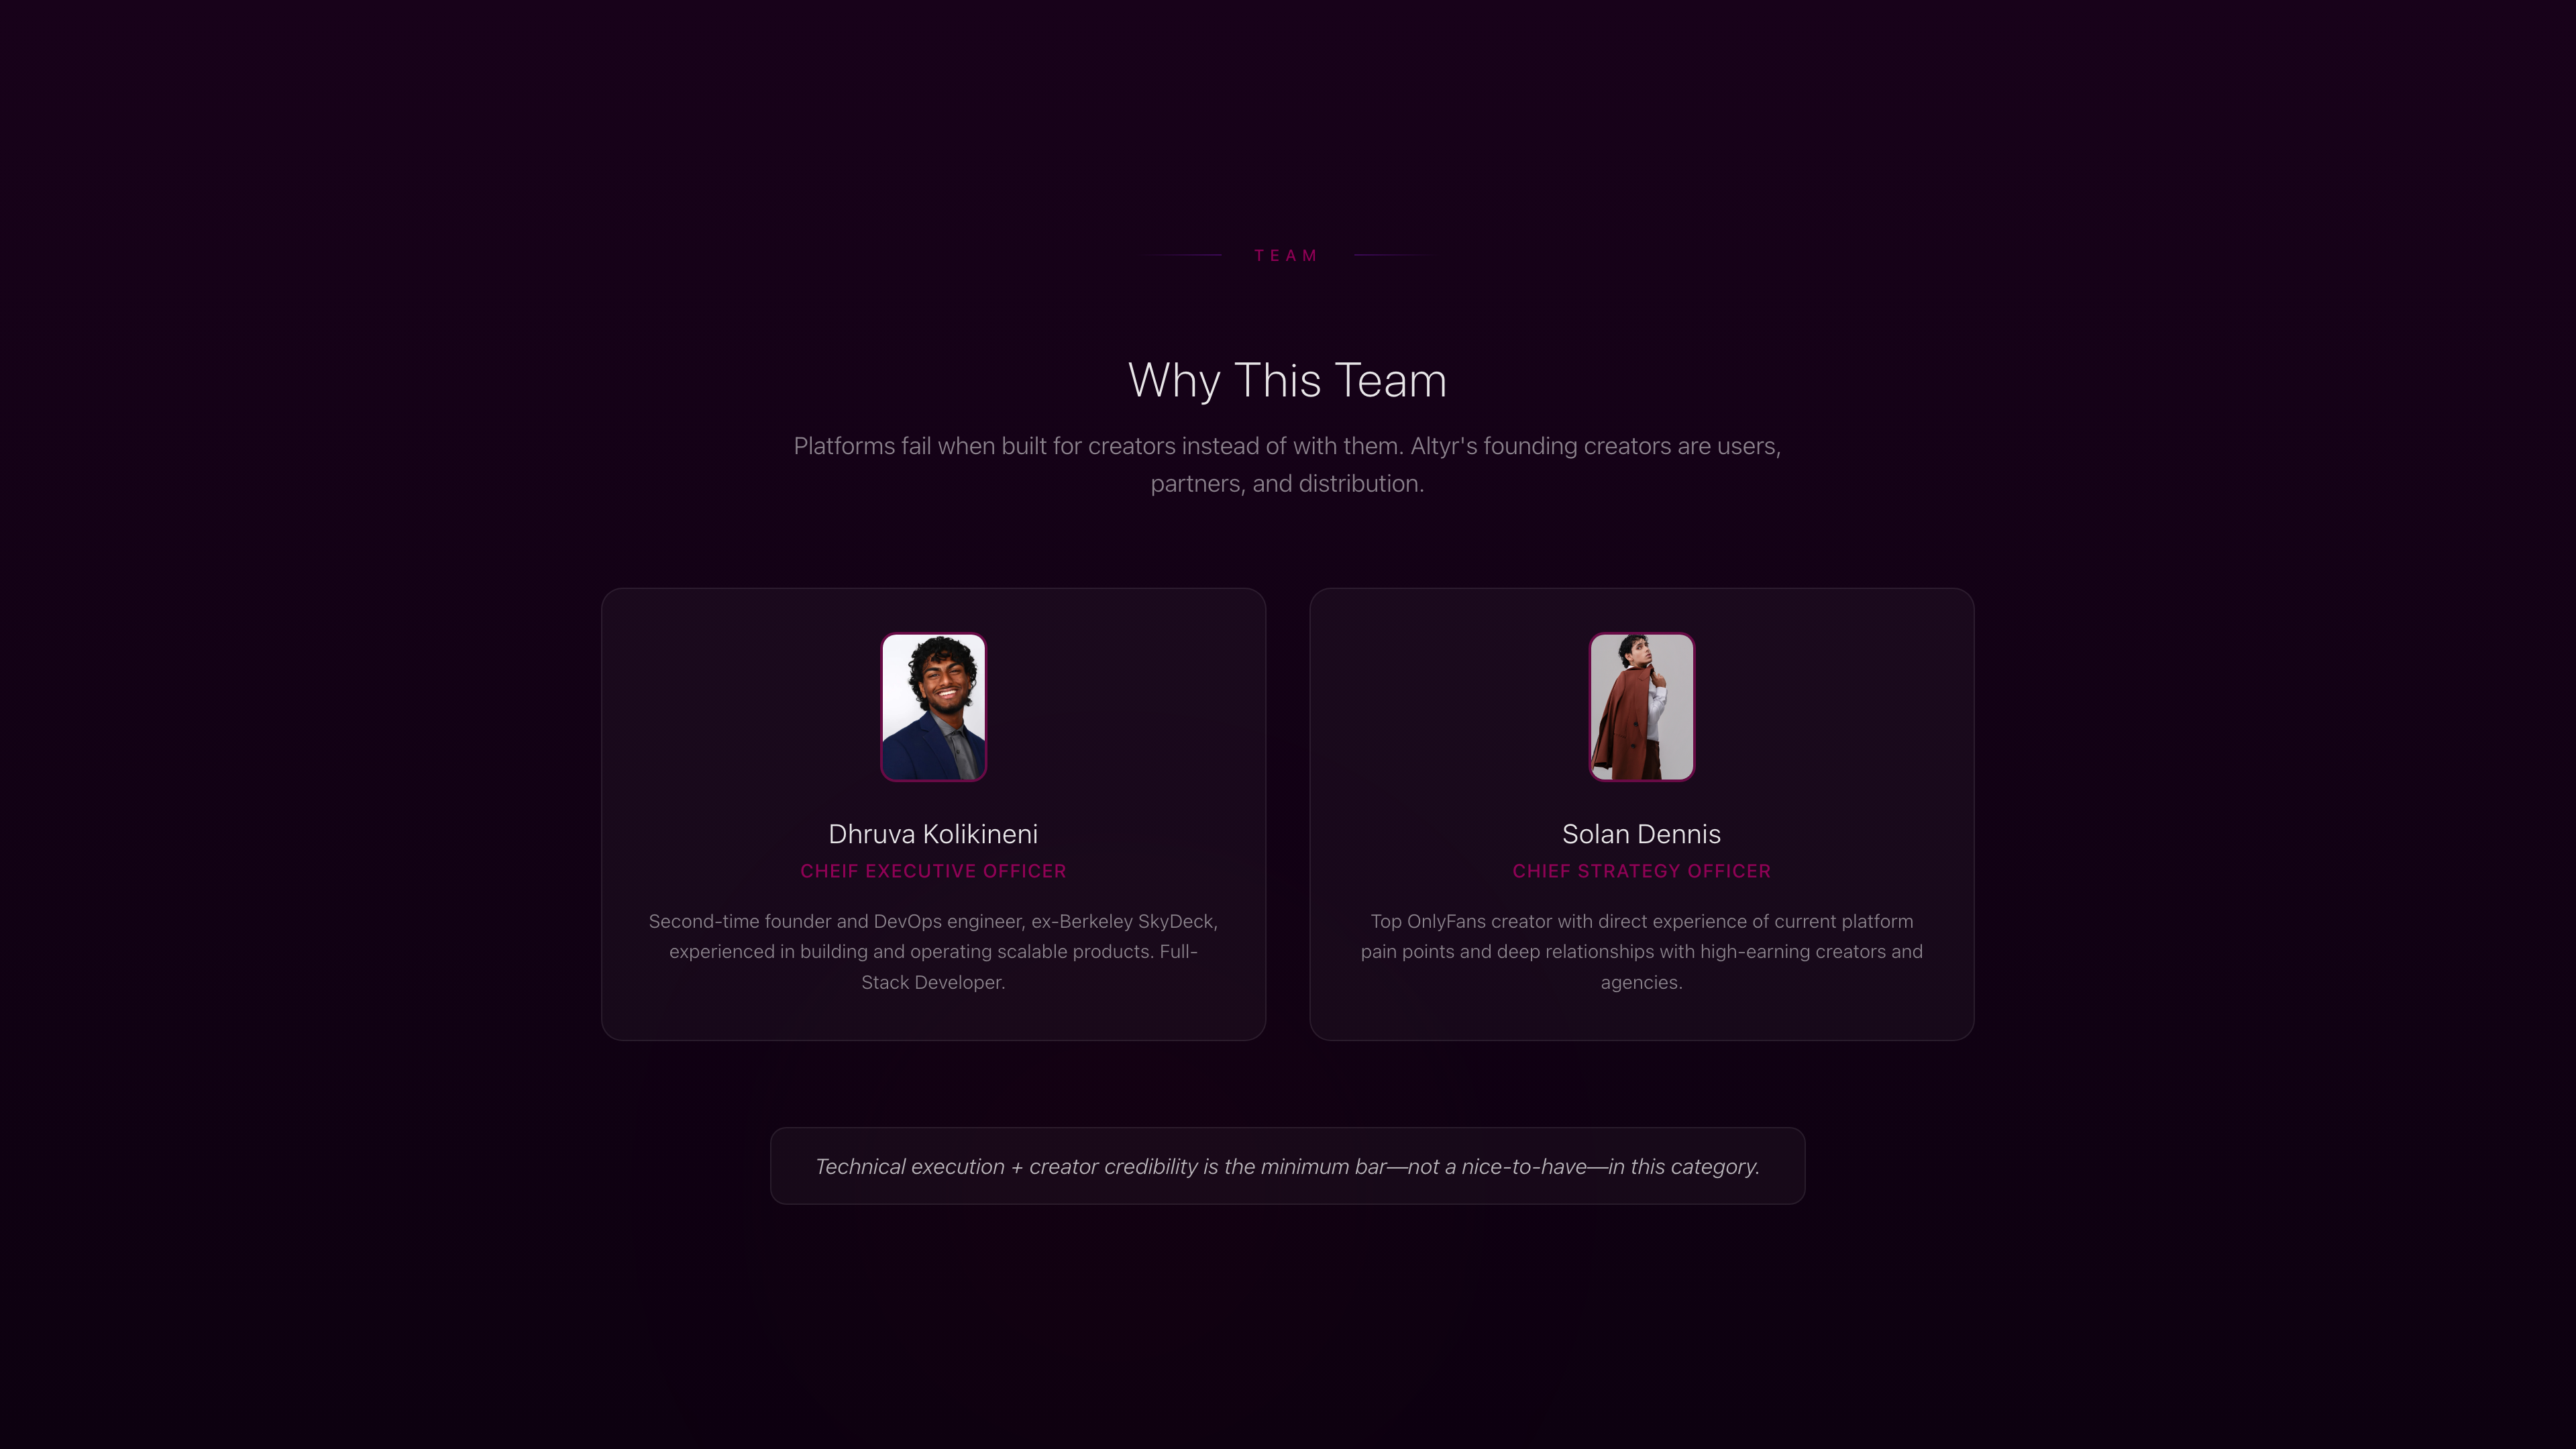 TEAM
Why This Team
Platforms fail when built for creators instead of with them. Altyr's founding creators are users,
partners, and distribution.
Dhruva Kolikineni
CHEIF EXECUTIVE OFFICER
Second-time founder and DevOps engineer, ex-Berkeley SkyDeck,
experienced in building and operating scalable products. Full-
Stack Developer.
Solan Dennis
CHIEF STRATEGY OFFICER
Top OnlyFans creator with direct experience of current platform
pain points and deep relationships with high-earning creators and
agencies.
Technical execution + creator credibility is the minimum bar—not a nice-to-have—in this category.